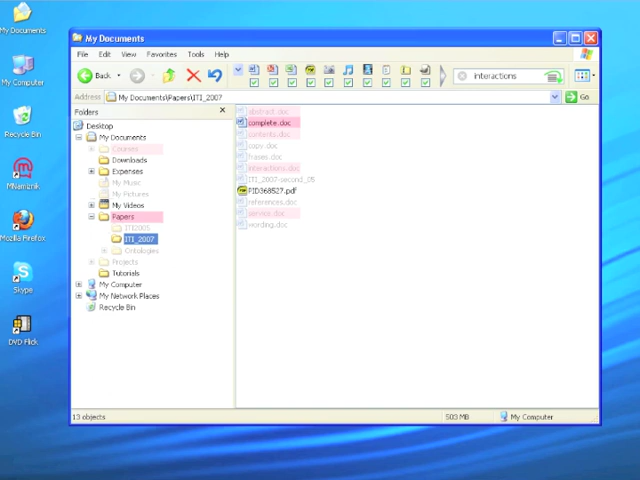 My Documents
My Computer
Recycle Bin
Mozilla Firefox
Skype
DVD Flick
My Documents
File Edit View Favorites Tools Help
Back
interactions
Address My Documents\Papers\ITI_2007
Go
Folders
Desktop
My Documents
Courses
Downloads
Expenses
My Music
My Pictures
My Videos
Papers
ITI2005
ITI_2007
Ontologies
Projects
Tutorials
My Computer
My Network Places
Recycle Bin
abstract.doc
complete.doc
contents.doc
copy.doc
frases.doc
interactions.doc
ITI_2007-second_05
PID368527.pdf
references.doc
service.doc
wording.doc
13 objects
503 MB
My Computer